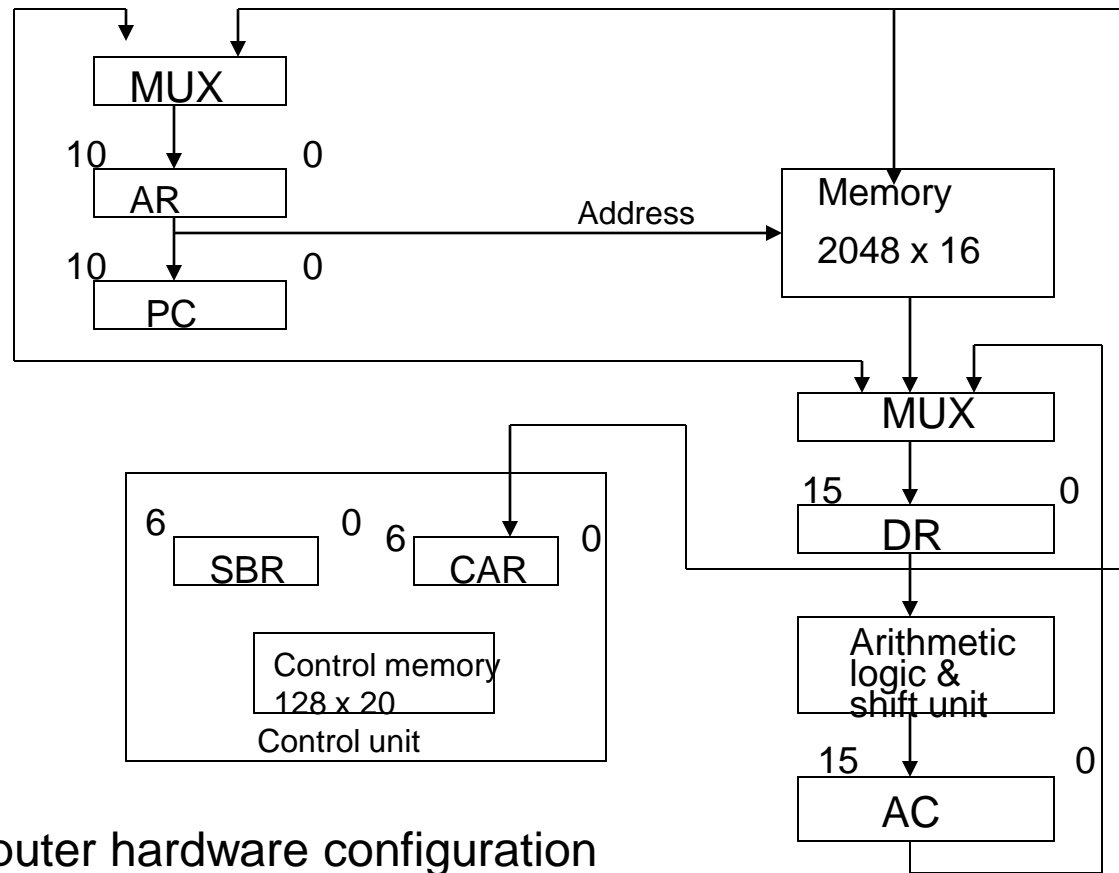 MUX
10 0
AR
Address
Memory
2048 x 16
10 0
PC
MUX
15 0
DR
6 0
SBR
6 0
CAR
Control memory
128 x 20
Control unit
Arithmetic
logic &
shift unit
15 0
AC
outer hardware configuration